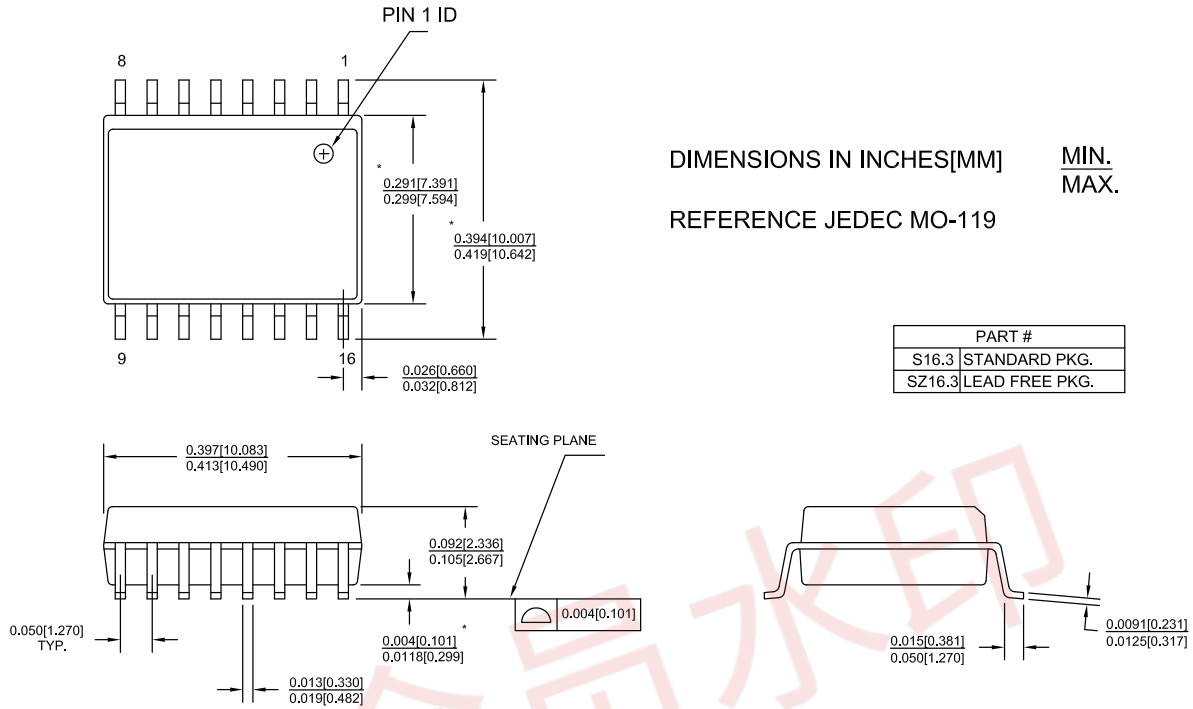 PIN 1 ID
8
1
DIMENSIONS IN INCHES[MM]
MIN.
MAX.
REFERENCE JEDEC MO-119
*
0.291[7.391]
0.299[7.594]
*
0.394[10.007]
0.419[10.642]
PART #
S16.3 STANDARD PKG.
SZ16.3 LEAD FREE PKG.
9
16
0.026[0.660]
0.032[0.812]
SEATING PLANE
0.397[10.083]
0.413[10.490]
0.092[2.336]
0.105[2.667]
0.004[0.101]
0.050[1.270]
TYP.
*
0.004[0.101]
0.0118[0.299]
0.013[0.330]
0.019[0.482]
0.015[0.381]
0.050[1.270]
0.0091[0.231]
0.0125[0.317]
员水印